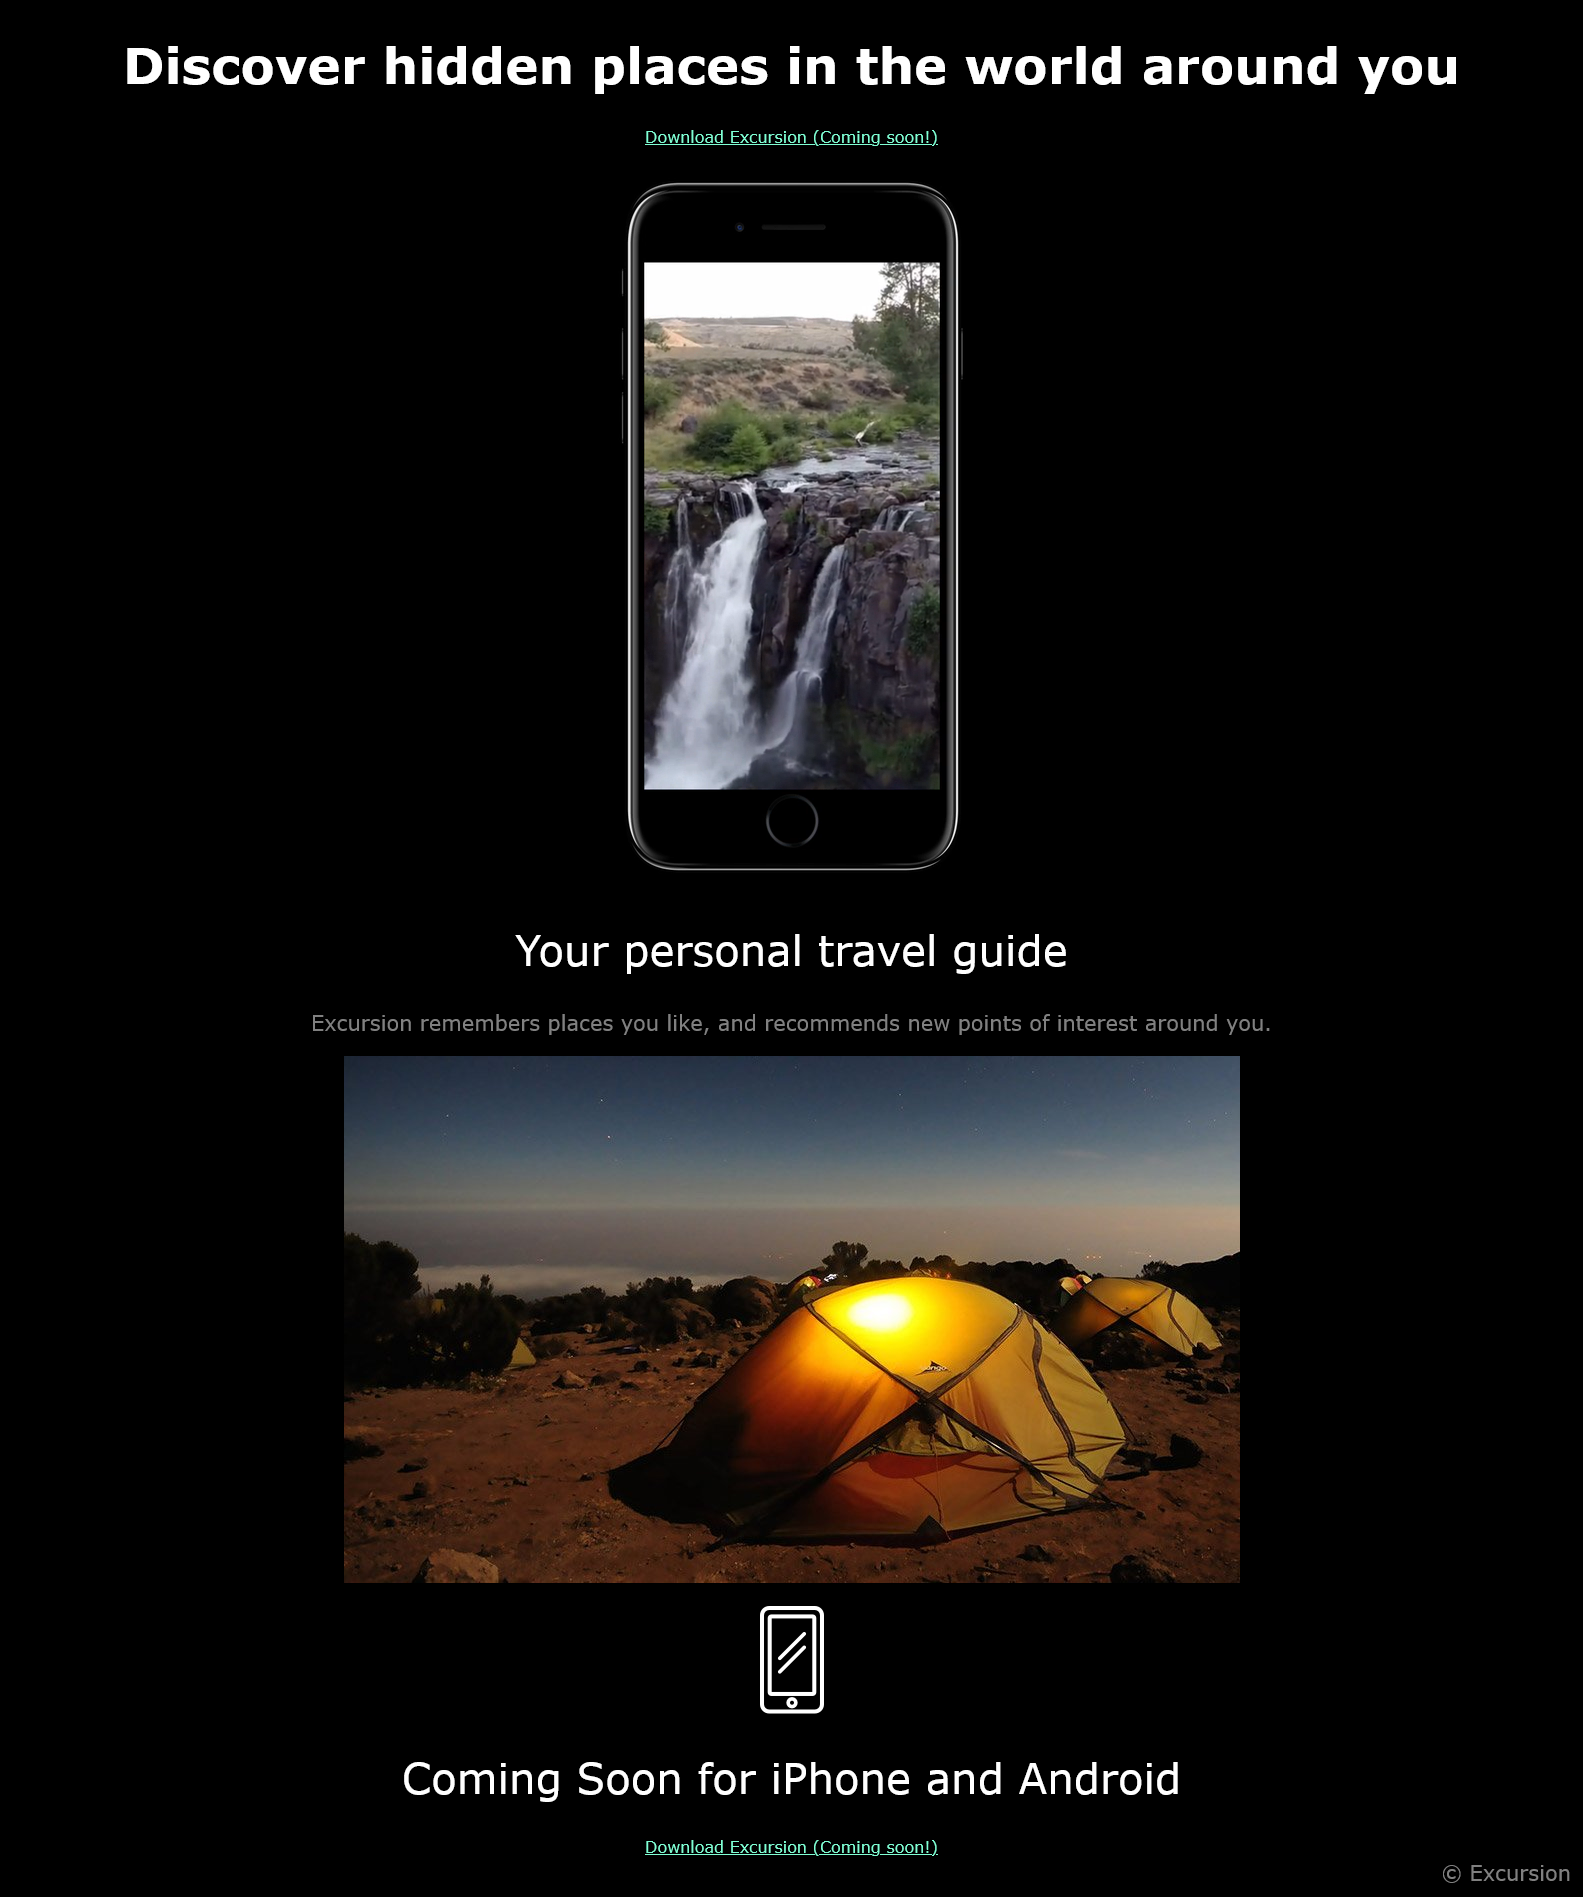 Discover hidden places in the world around you
Download Excursion (Coming soon!)
Your personal travel guide
Excursion remembers places you like, and recommends new points of interest around you.
Coming Soon for iPhone and Android
Download Excursion (Coming soon!)
© Excursion